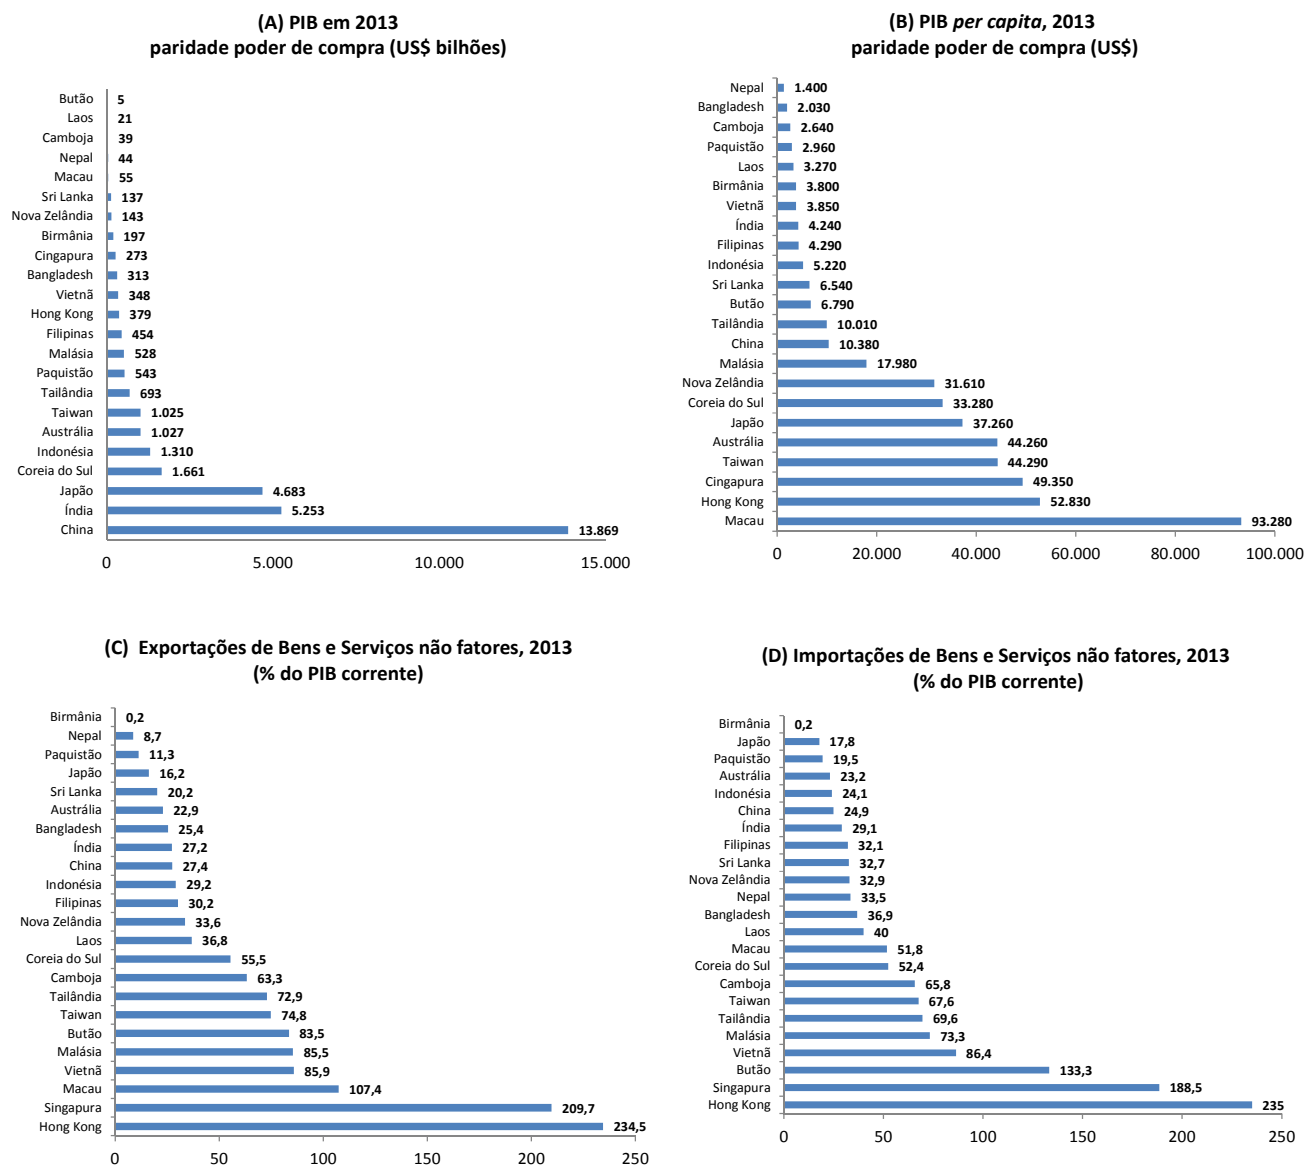 (A) PIB em 2013
paridade poder de compra (US$ bilhões)
Butão 5
Laos 21
Camboja 39
Nepal 44
Macau 55
Sri Lanka 137
Nova Zelândia 143
Birmânia 197
Cingapura 273
Bangladesh 313
Vietnã 348
Hong Kong 379
Filipinas 454
Malásia 528
Paquistão 543
Tailândia 693
Taiwan 1.025
Austrália 1.027
Indonésia 1.310
Coreia do Sul 1.661
Japão 4.683
Índia 5.253
China 13.869
0 5.000 10.000 15.000
(B) PIB per capita, 2013
paridade poder de compra (US$)
Nepal 1.400
Bangladesh 2.030
Camboja 2.640
Paquistão 2.960
Laos 3.270
Birmânia 3.800
Vietnã 3.850
Índia 4.240
Filipinas 4.290
Indonésia 5.220
Sri Lanka 6.540
Butão 6.790
Tailândia 10.010
China 10.380
Malásia 17.980
Nova Zelândia 31.610
Coreia do Sul 33.280
Japão 37.260
Austrália 44.260
Taiwan 44.290
Cingapura 49.350
Hong Kong 52.830
Macau 93.280
0 20.000 40.000 60.000 80.000 100.000
(C) Exportações de Bens e Serviços não fatores, 2013
(% do PIB corrente)
Birmânia 0,2
Nepal 8,7
Paquistão 11,3
Japão 16,2
Sri Lanka 20,2
Austrália 22,9
Bangladesh 25,4
Índia 27,2
China 27,4
Indonésia 29,2
Filipinas 30,2
Nova Zelândia 33,6
Laos 36,8
Coreia do Sul 55,5
Camboja 63,3
Tailândia 72,9
Taiwan 74,8
Butão 83,5
Malásia 85,5
Vietnã 85,9
Macau 107,4
Singapura 209,7
Hong Kong 234,5
0 50 100 150 200 250
(D) Importações de Bens e Serviços não fatores, 2013
(% do PIB corrente)
Birmânia 0,2
Japão 17,8
Paquistão 19,5
Austrália 23,2
Indonésia 24,1
China 24,9
Índia 29,1
Filipinas 32,1
Sri Lanka 32,7
Nova Zelândia 32,9
Nepal 33,5
Bangladesh 36,9
Laos 40
Macau 51,8
Coreia do Sul 52,4
Camboja 65,8
Taiwan 67,6
Tailândia 69,6
Malásia 73,3
Vietnã 86,4
Butão 133,3
Singapura 188,5
Hong Kong 235
0 50 100 150 200 250